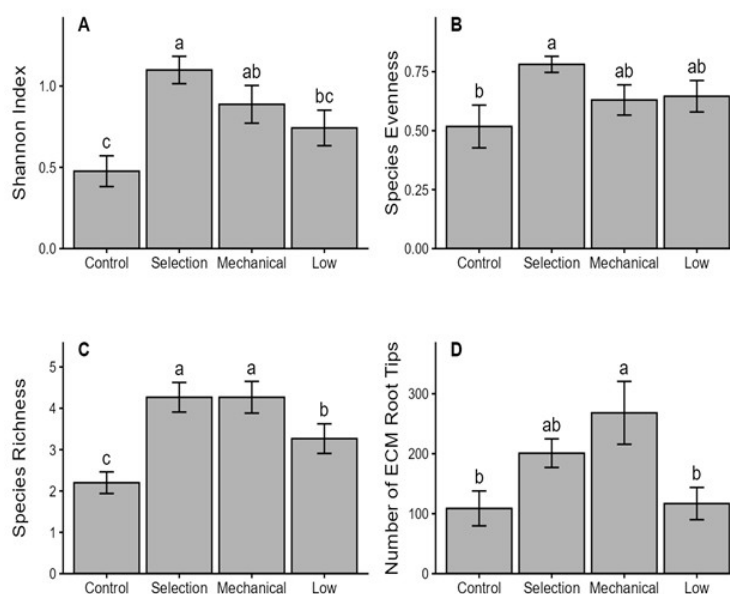 A
Shannon Index
1.0
0.5
0.0
c
a
ab
bc
Control Selection Mechanical Low
B
Species Evenness
0.75
0.50
0.25
0.00
b
a
ab
ab
Control Selection Mechanical Low
C
Species Richness
5
4
3
2
1
0
c
a
a
b
Control Selection Mechanical Low
D
Number of ECM Root Tips
300
200
100
0
b
ab
a
b
Control Selection Mechanical Low